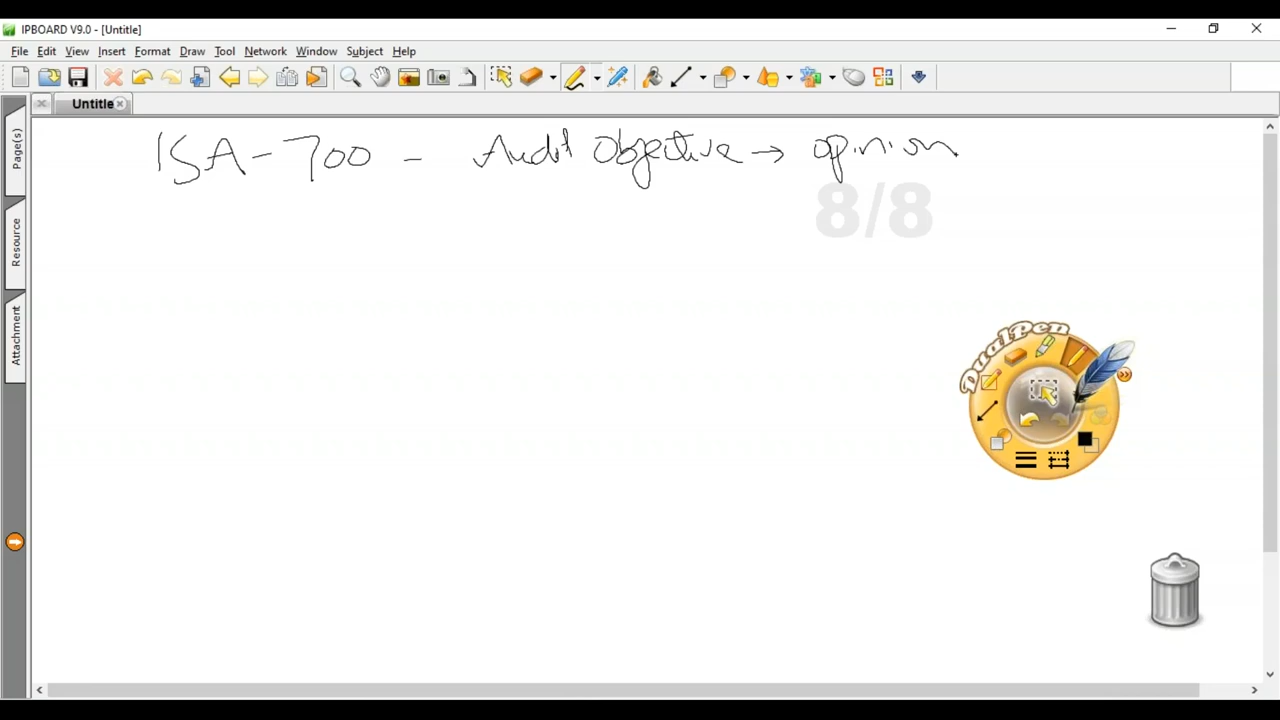 IPBOARD V9.0 - [Untitle]
File Edit View Insert Format Draw Tool Network Window Subject Help
Untitle
Page(s)
Resource
Attachment
ISA-700 - Audit Objective → opinion
8/8
DualPen